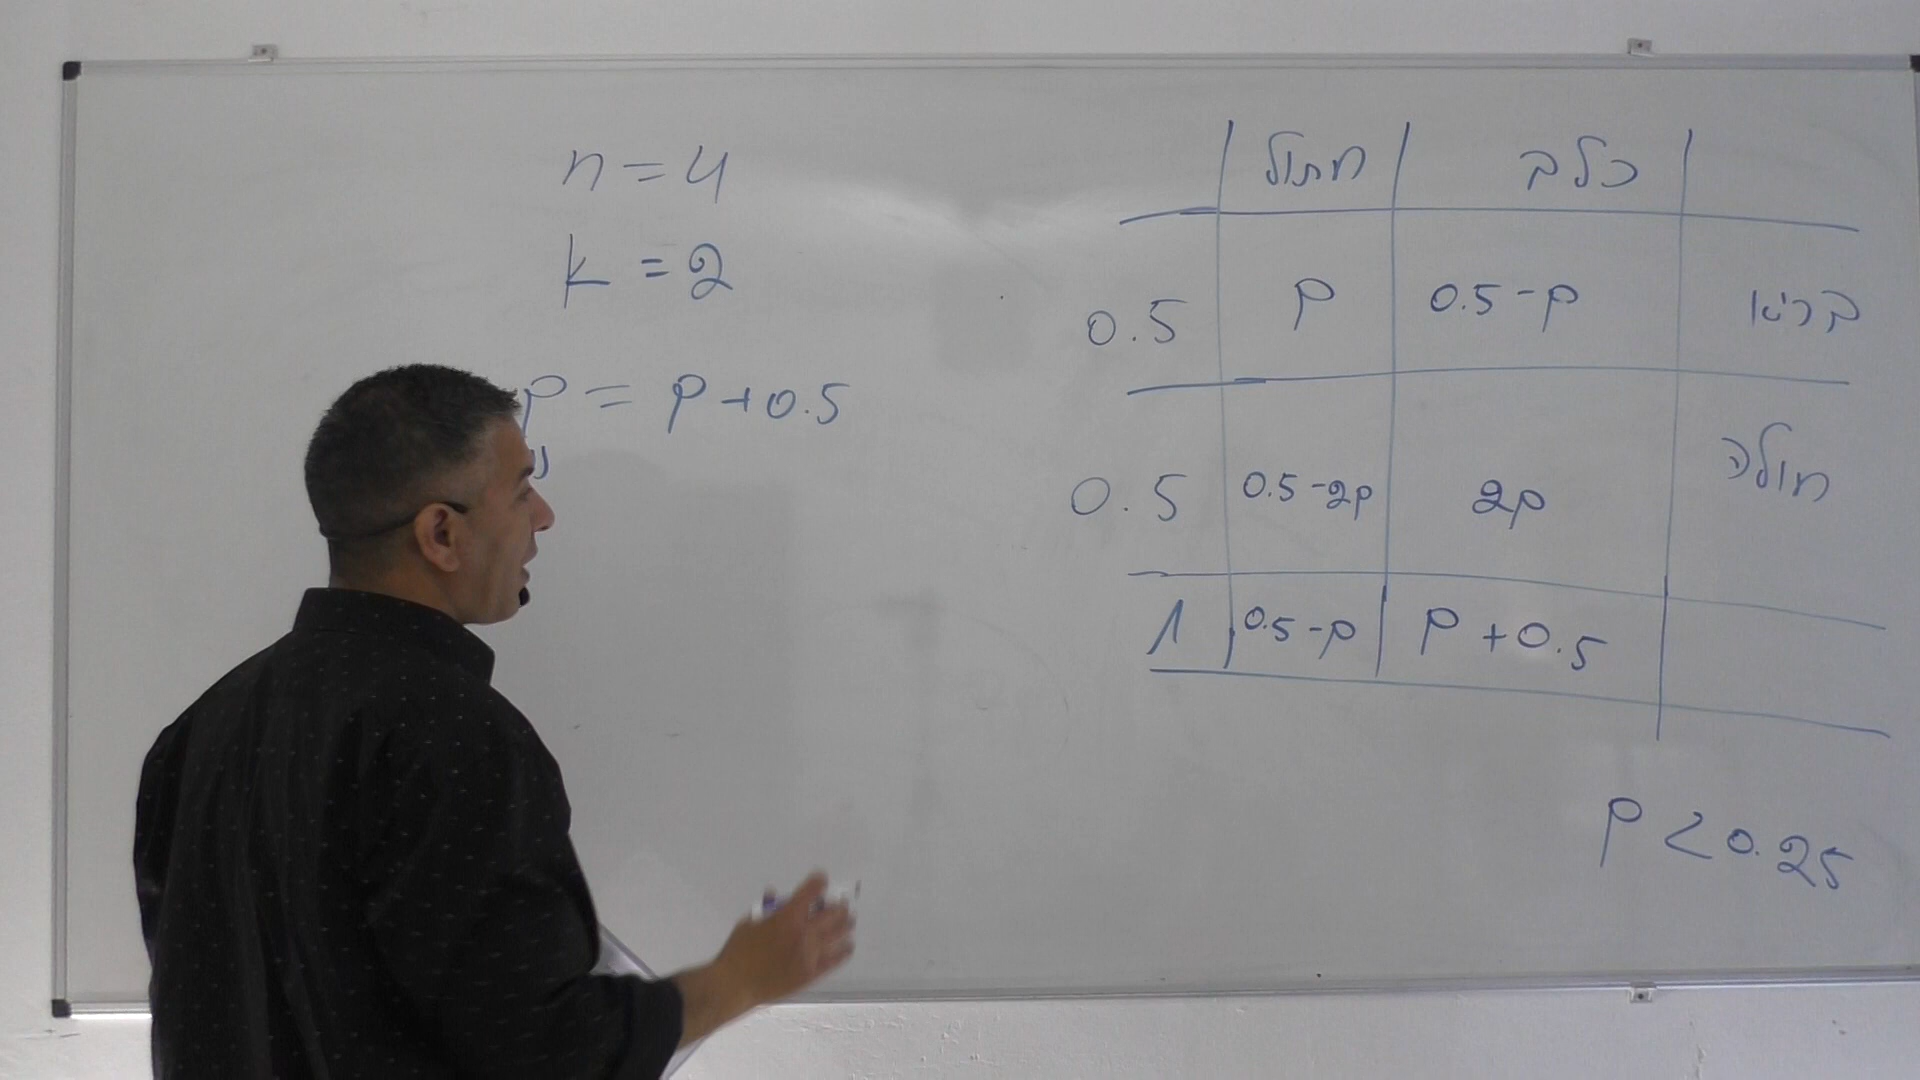 n = 4
k = 2
p = p + 0.5
חתול כלב
0.5 p 0.5-p בריא
0.5 0.5-2p 2p חולה
1 0.5-p p + 0.5
p < 0.25